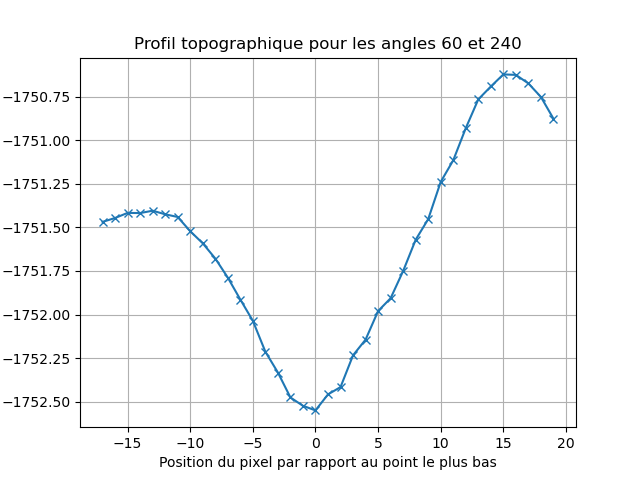 Profil topographique pour les angles 60 et 240
−1750.75
−1751.00
−1751.25
−1751.50
−1751.75
−1752.00
−1752.25
−1752.50
−15 −10 −5 0 5 10 15 20
Position du pixel par rapport au point le plus bas